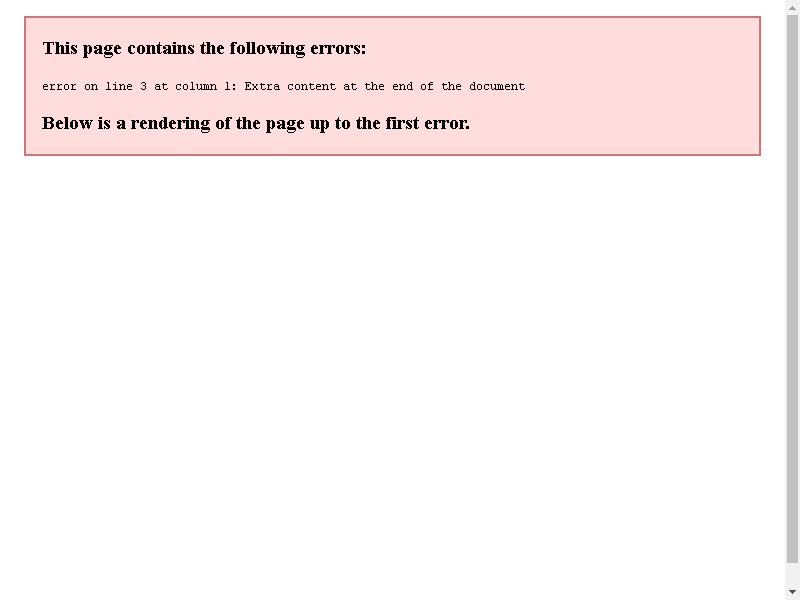 This page contains the following errors:
error on line 3 at column 1: Extra content at the end of the document
Below is a rendering of the page up to the first error.